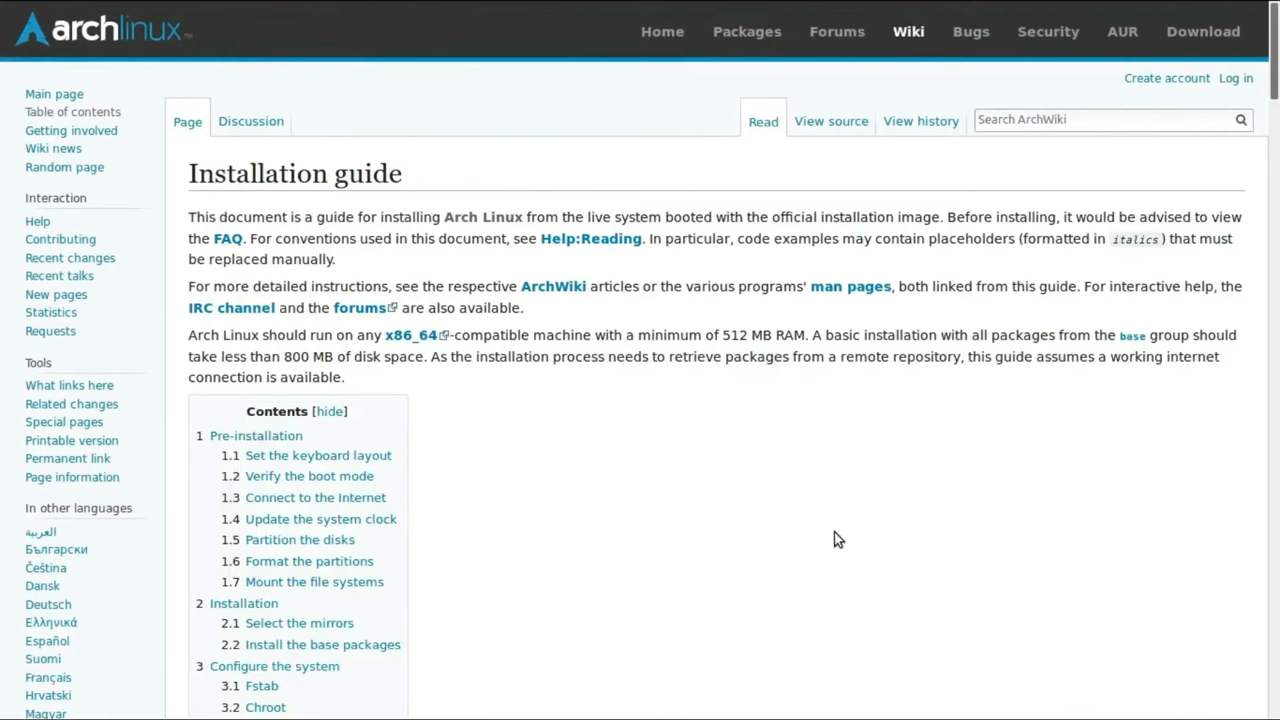 archlinux™
Home Packages Forums Wiki Bugs Security AUR Download
Create account Log in
Main page
Table of contents
Getting involved
Wiki news
Random page
Interaction
Help
Contributing
Recent changes
Recent talks
New pages
Statistics
Requests
Tools
What links here
Related changes
Special pages
Printable version
Permanent link
Page information
In other languages
العربية
Български
Čeština
Dansk
Deutsch
Ελληνικά
Español
Suomi
Français
Hrvatski
Magyar
Page Discussion Read View source View history Search ArchWiki
Installation guide
This document is a guide for installing Arch Linux from the live system booted with the official installation image. Before installing, it would be advised to view
the FAQ. For conventions used in this document, see Help:Reading. In particular, code examples may contain placeholders (formatted in italics) that must
be replaced manually.
For more detailed instructions, see the respective ArchWiki articles or the various programs' man pages, both linked from this guide. For interactive help, the
IRC channel and the forums are also available.
Arch Linux should run on any x86_64-compatible machine with a minimum of 512 MB RAM. A basic installation with all packages from the base group should
take less than 800 MB of disk space. As the installation process needs to retrieve packages from a remote repository, this guide assumes a working internet
connection is available.
Contents [hide]
1 Pre-installation
1.1 Set the keyboard layout
1.2 Verify the boot mode
1.3 Connect to the Internet
1.4 Update the system clock
1.5 Partition the disks
1.6 Format the partitions
1.7 Mount the file systems
2 Installation
2.1 Select the mirrors
2.2 Install the base packages
3 Configure the system
3.1 Fstab
3.2 Chroot